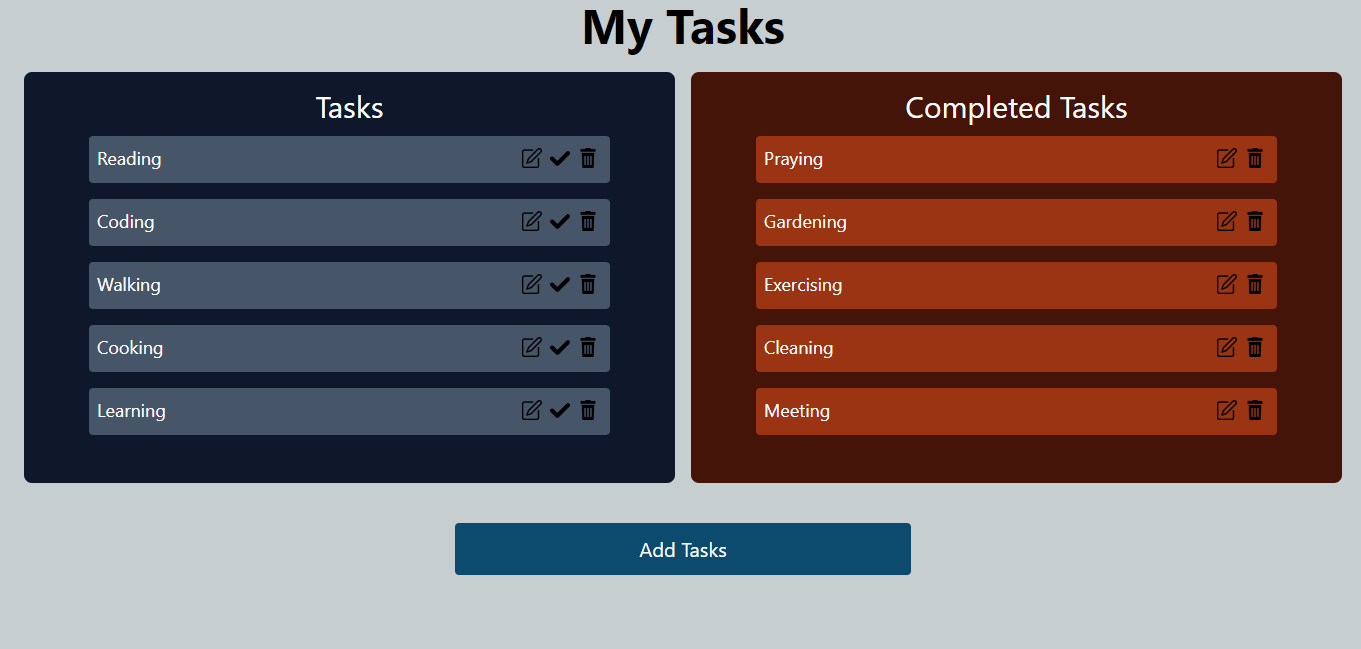 My Tasks
Tasks
Reading
Coding
Walking
Cooking
Learning
Completed Tasks
Praying
Gardening
Exercising
Cleaning
Meeting
Add Tasks